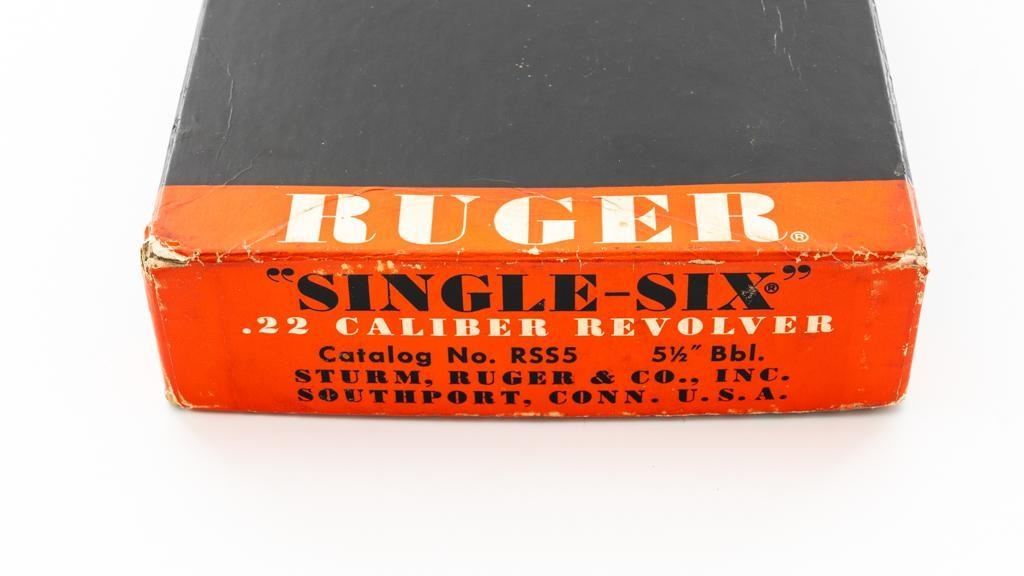 RUGER®
“SINGLE-SIX”®
.22 CALIBER REVOLVER
Catalog No. RSS5 5½" Bbl.
STURM, RUGER & CO., INC.
SOUTHPORT, CONN. U.S.A.